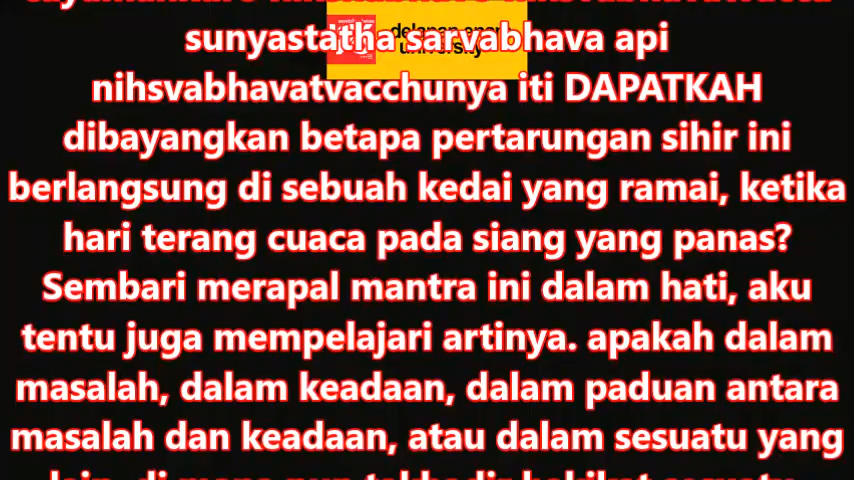 sunyastatha sarvabhava api
nihsvabhavatvacchunya iti DAPATKAH
dibayangkan betapa pertarungan sihir ini
berlangsung di sebuah kedai yang ramai, ketika
hari terang cuaca pada siang yang panas?
Sembari merapal mantra ini dalam hati, aku
tentu juga mempelajari artinya. apakah dalam
masalah, dalam keadaan, dalam paduan antara
masalah dan keadaan, atau dalam sesuatu yang